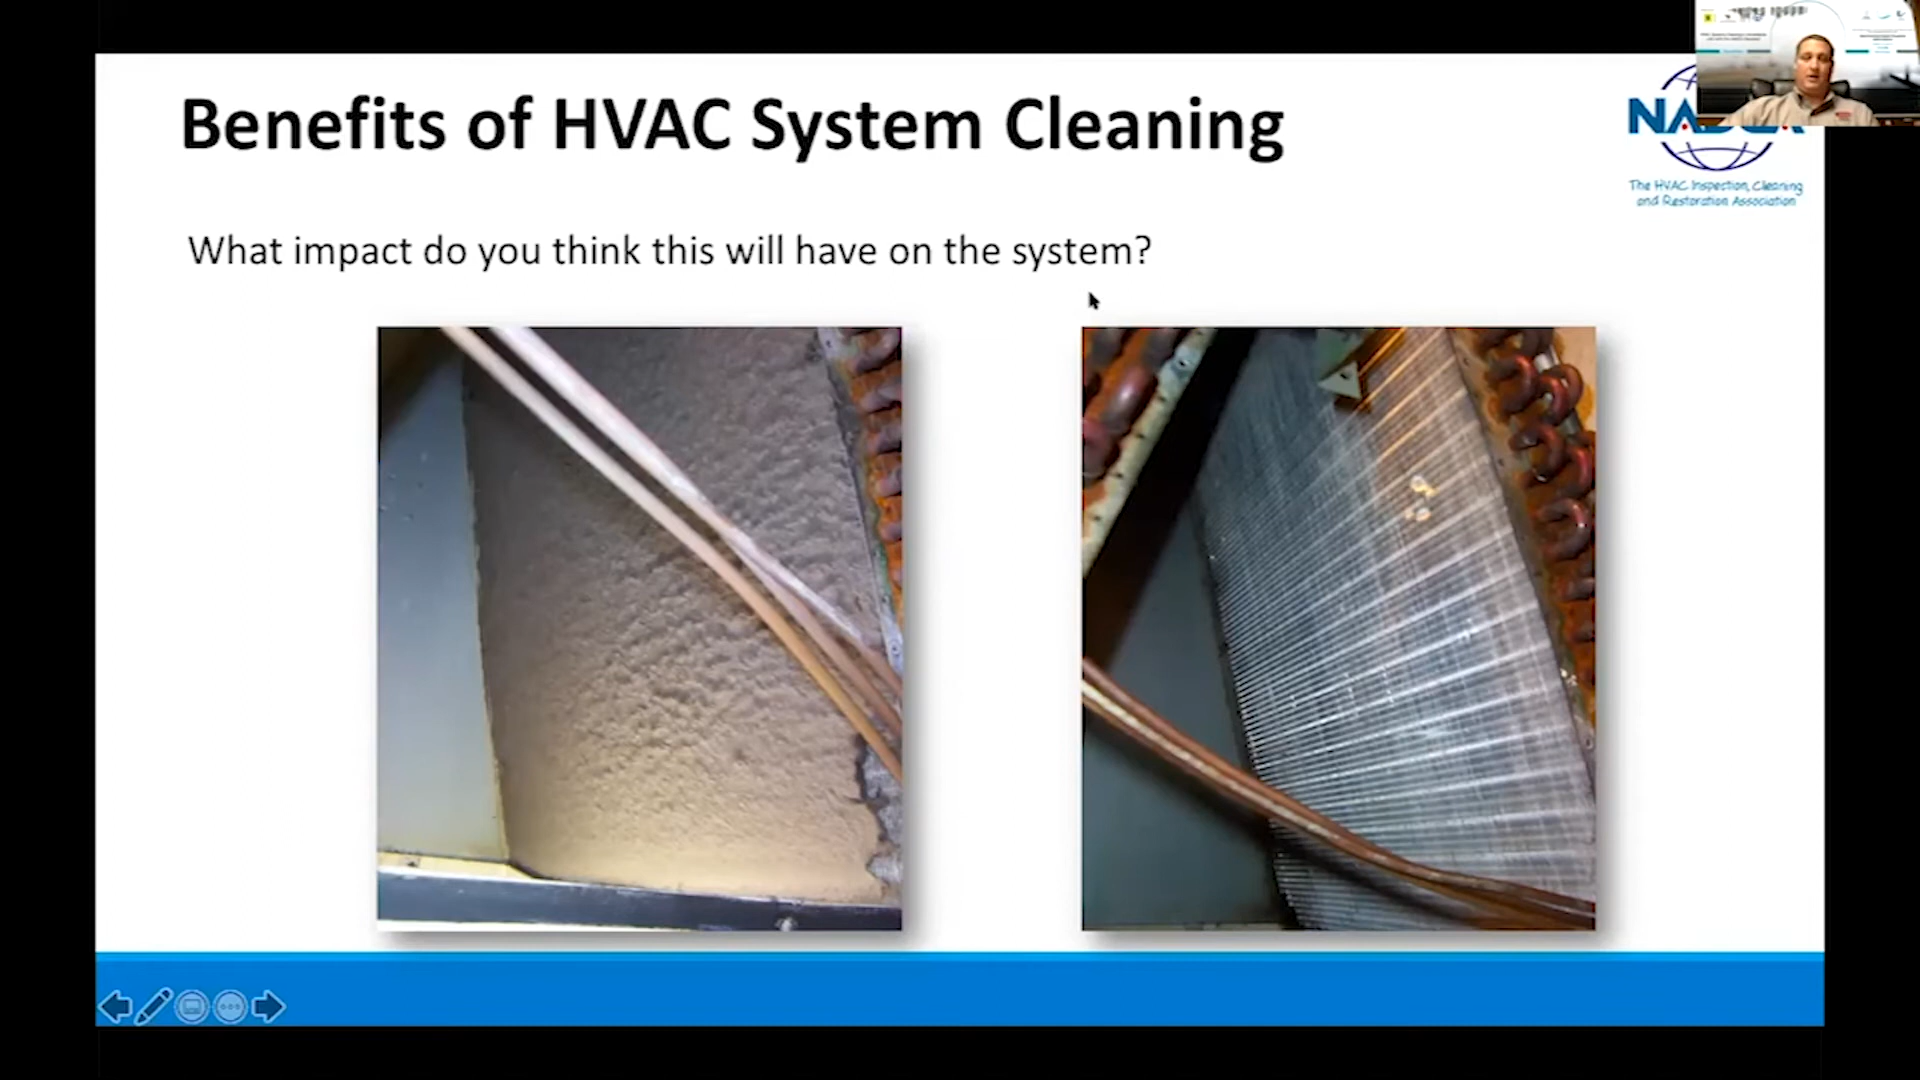 Benefits of HVAC System Cleaning
The HVAC Inspection, Cleaning
and Restoration Association
What impact do you think this will have on the system?